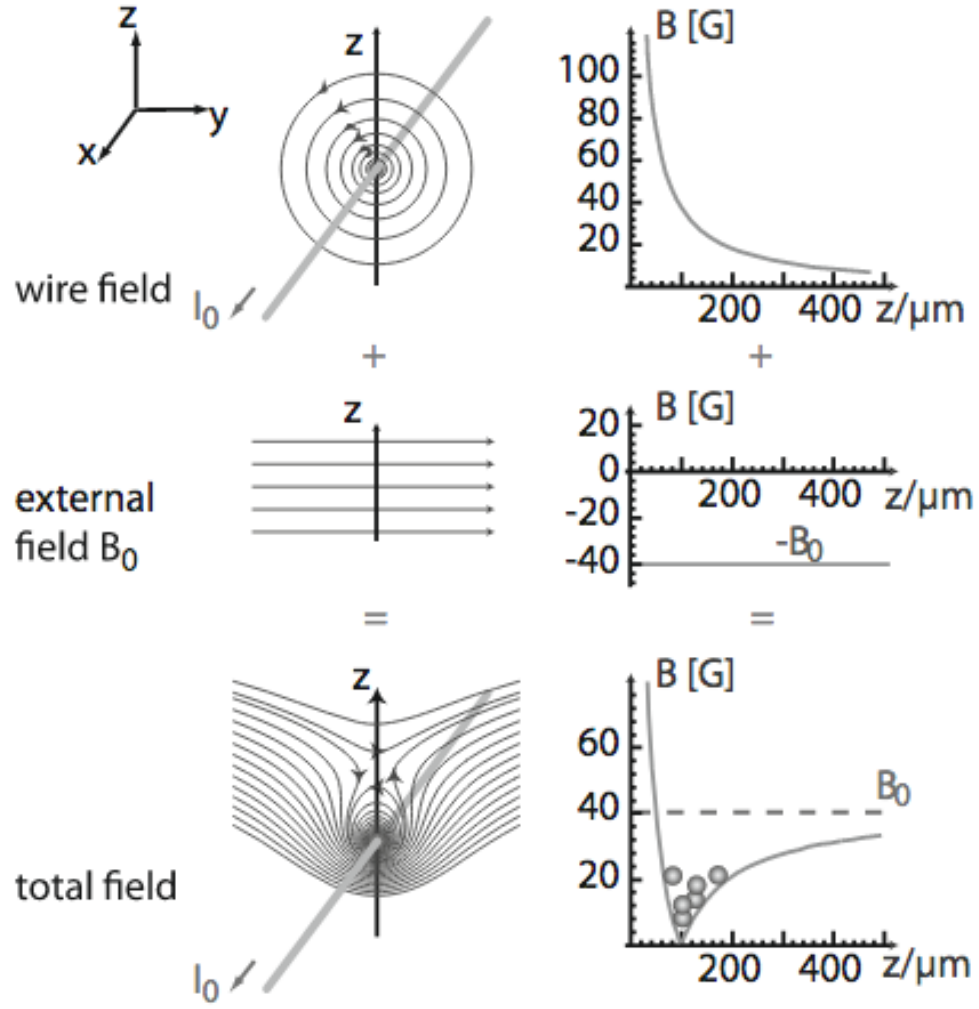 z
y
x
z
wire field
I₀
B [G]
100
80
60
40
20
200 400 z/µm
+ +
z
external
field B₀
B [G]
20
0
-20
-40
200 400 z/µm
-B₀
= =
z
total field
I₀
B [G]
60
40
20
B₀
200 400 z/µm